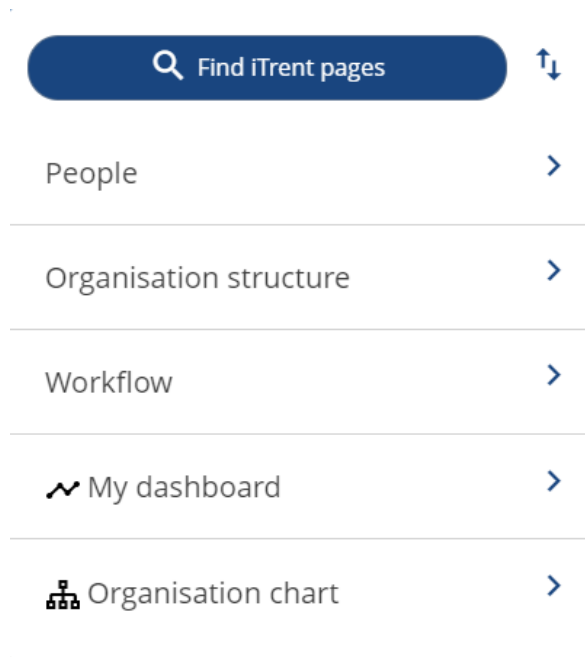 Find iTrent pages
People
Organisation structure
Workflow
My dashboard
Organisation chart